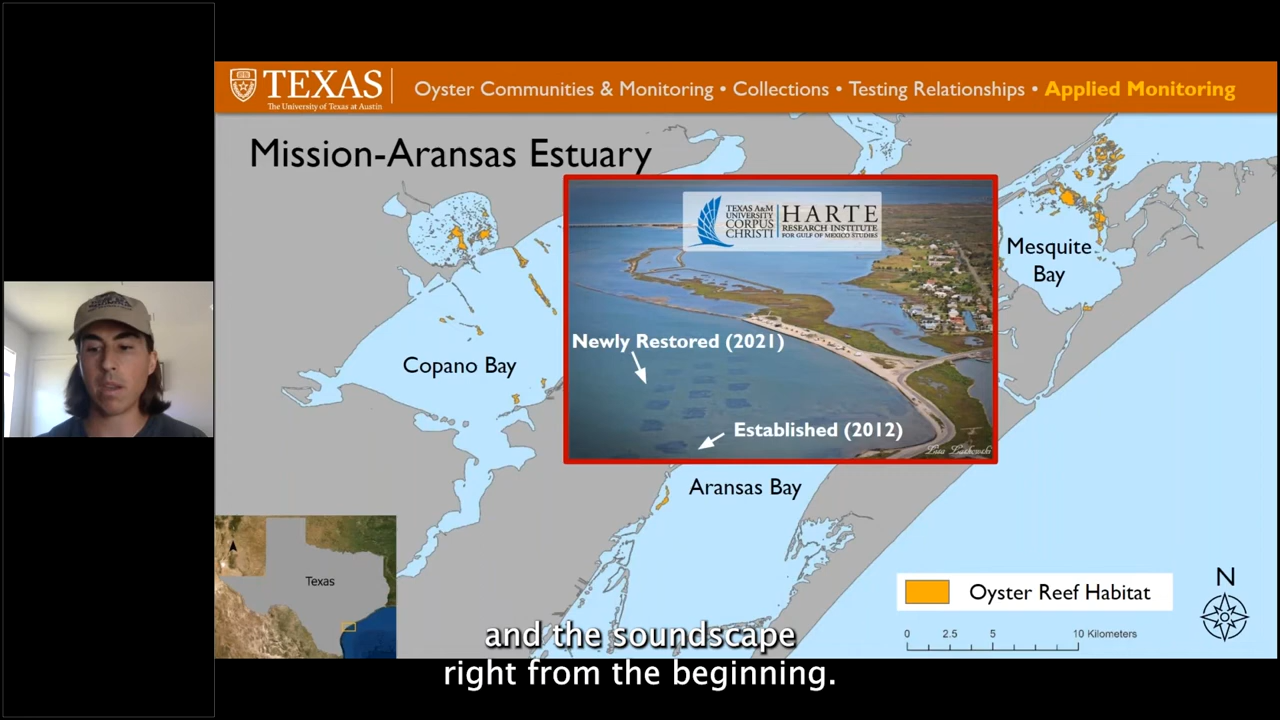 TEXAS
The University of Texas at Austin
Oyster Communities & Monitoring • Collections • Testing Relationships • Applied Monitoring
Mission-Aransas Estuary
TEXAS A&M
UNIVERSITY
CORPUS
CHRISTI
HARTE
RESEARCH INSTITUTE
FOR GULF OF MEXICO STUDIES
Mesquite
Bay
Newly Restored (2021)
Copano Bay
Established (2012)
Aransas Bay
Texas
Oyster Reef Habitat
N
0 2.5 5 10 Kilometers
and the soundscape
right from the beginning.